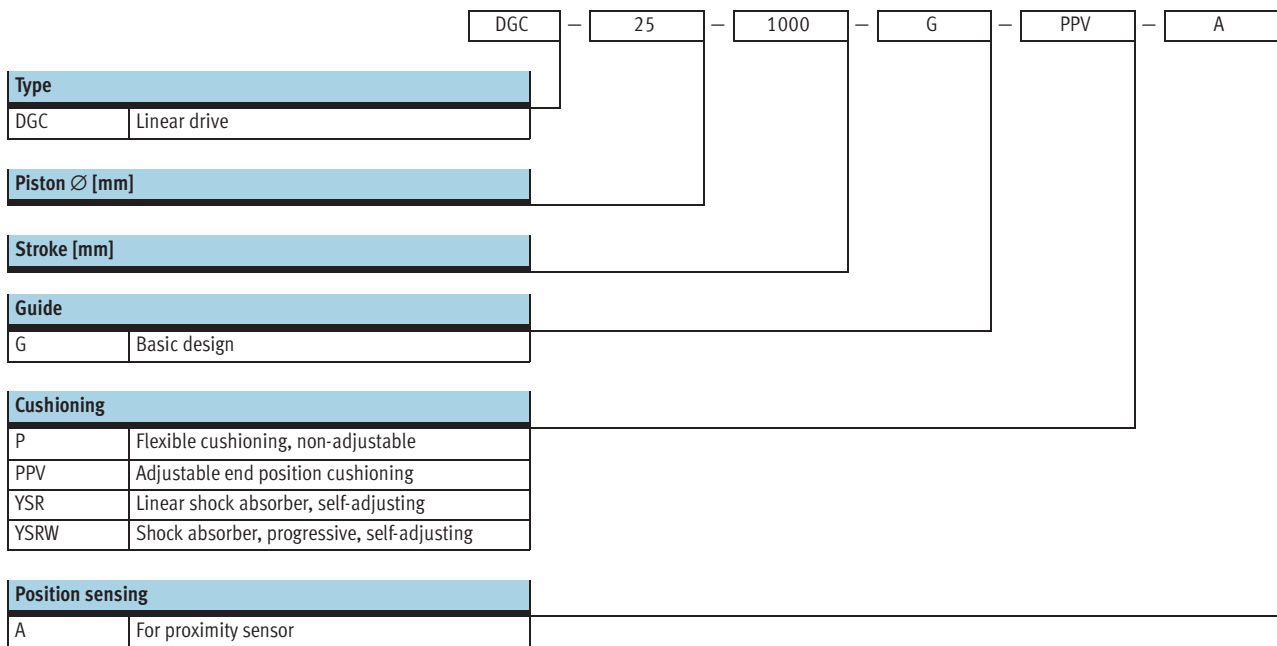 DGC — 25 — 1000 — G — PPV — A
Type
DGC Linear drive
Piston ∅ [mm]
Stroke [mm]
Guide
G Basic design
Cushioning
P Flexible cushioning, non-adjustable
PPV Adjustable end position cushioning
YSR Linear shock absorber, self-adjusting
YSRW Shock absorber, progressive, self-adjusting
Position sensing
A For proximity sensor